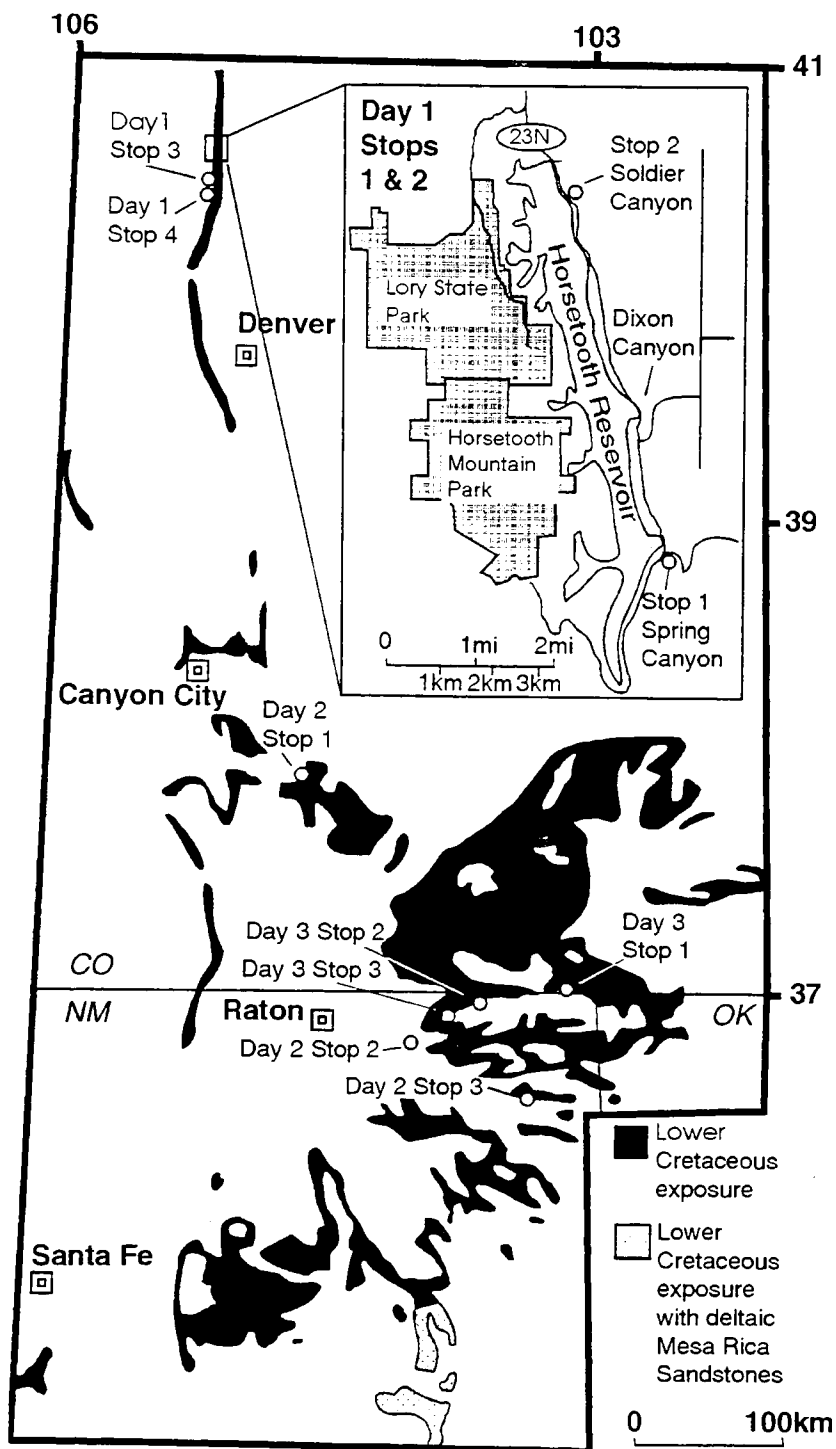 106
103
41
Day1
Stop 3
Day 1
Stop 4
Denver
Day 1
Stops
1 & 2
23N
Stop 2
Soldier
Canyon
Lory State
Park
Horsetooth Reservoir
Dixon
Canyon
Horsetooth
Mountain
Park
39
Stop 1
Spring
Canyon
0 1mi 2mi
1km 2km 3km
Canyon City
Day 2
Stop 1
Day 3 Stop 2
Day 3
Stop 1
Day 3 Stop 3
CO
37
NM
Raton
OK
Day 2 Stop 2
Day 2 Stop 3
Lower
Cretaceous
exposure
Santa Fe
Lower
Cretaceous
exposure
with deltaic
Mesa Rica
Sandstones
0 100km